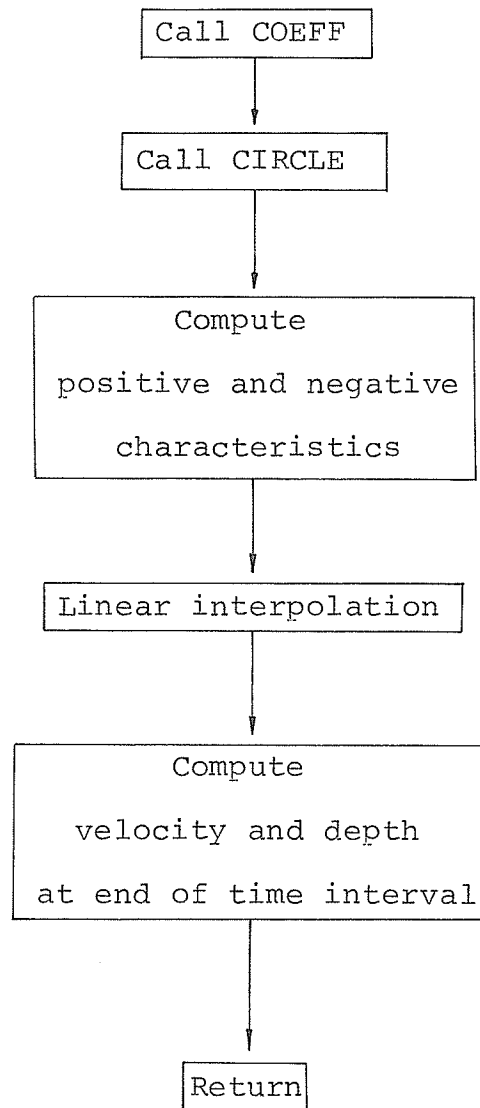 Call COEFF
Call CIRCLE
Compute
positive and negative
characteristics
Linear interpolation
Compute
velocity and depth
at end of time interval
Return